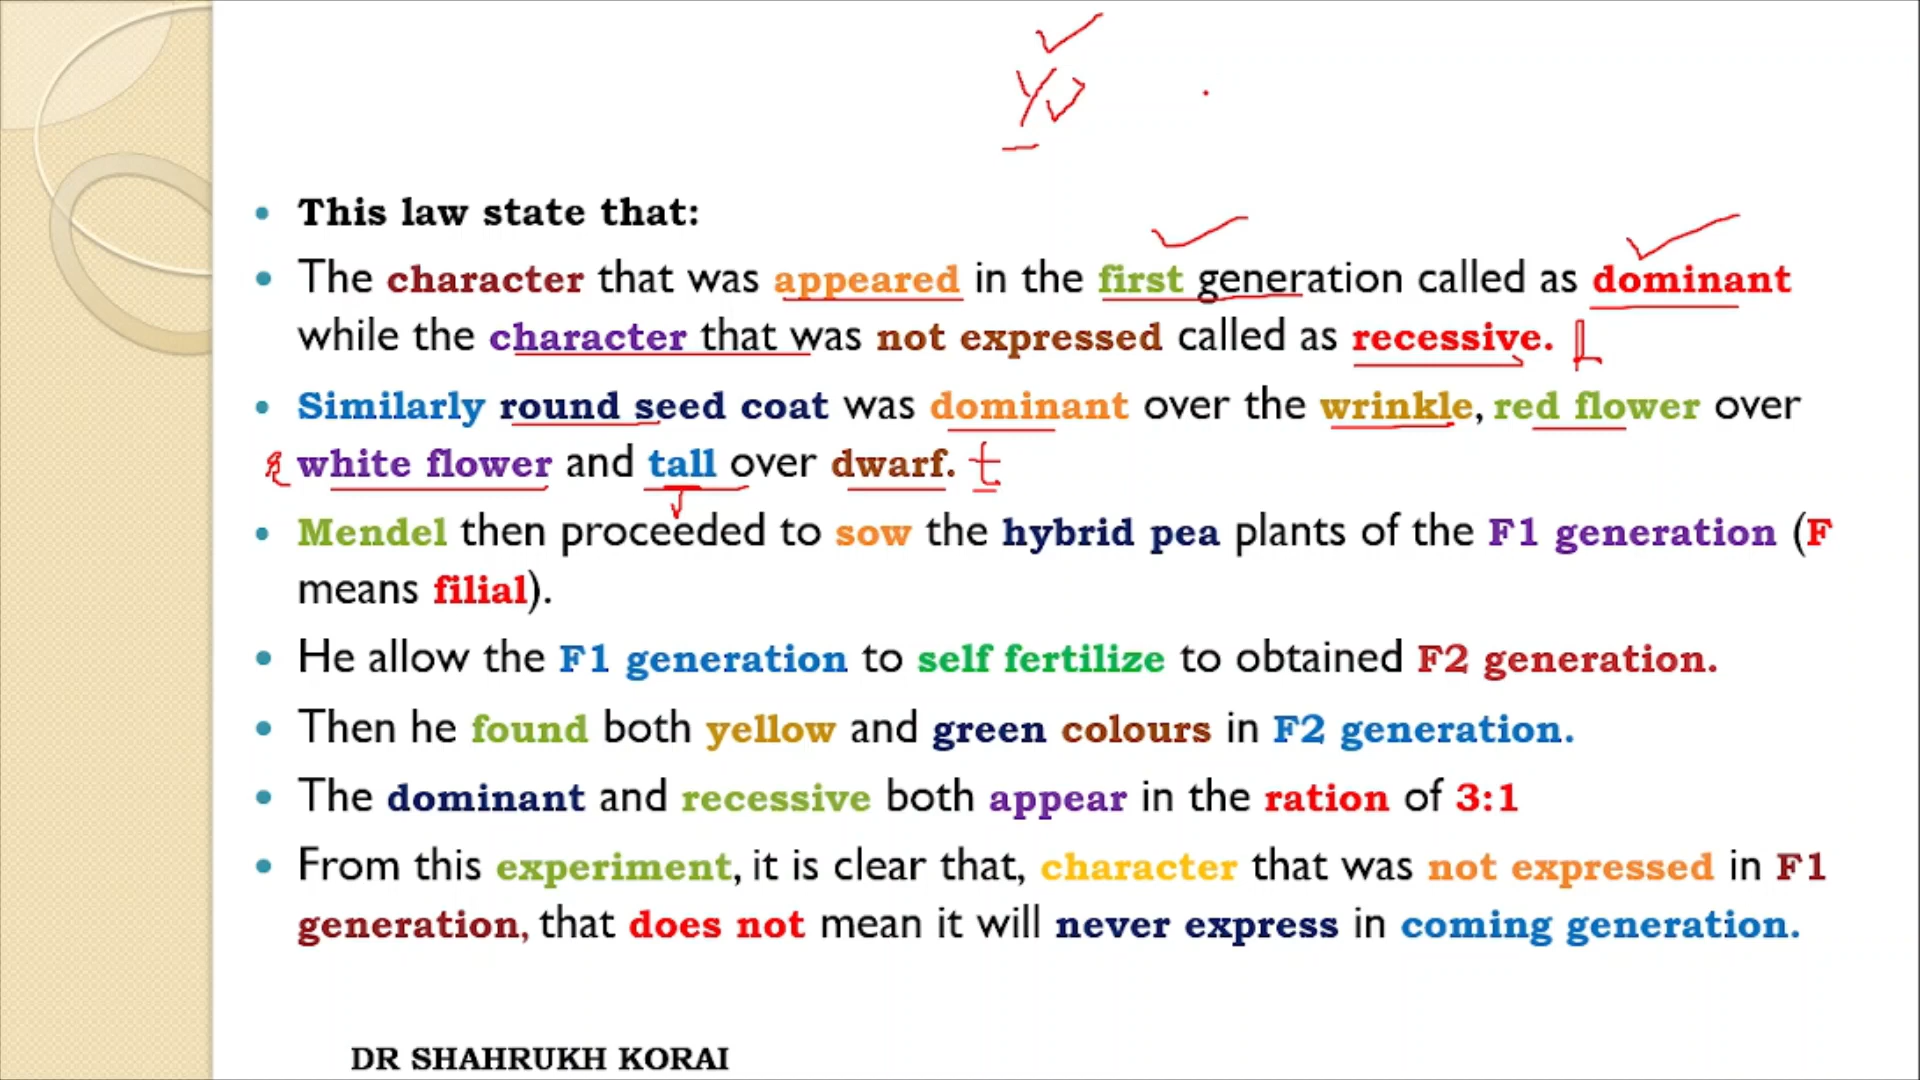 • This law state that:
• The character that was appeared in the first generation called as dominant
while the character that was not expressed called as recessive.
• Similarly round seed coat was dominant over the wrinkle, red flower over
white flower and tall over dwarf. t
• Mendel then proceeded to sow the hybrid pea plants of the F1 generation (F
means filial).
• He allow the F1 generation to self fertilize to obtained F2 generation.
• Then he found both yellow and green colours in F2 generation.
• The dominant and recessive both appear in the ration of 3:1
• From this experiment, it is clear that, character that was not expressed in F1
generation, that does not mean it will never express in coming generation.
DR SHAHRUKH KORAI